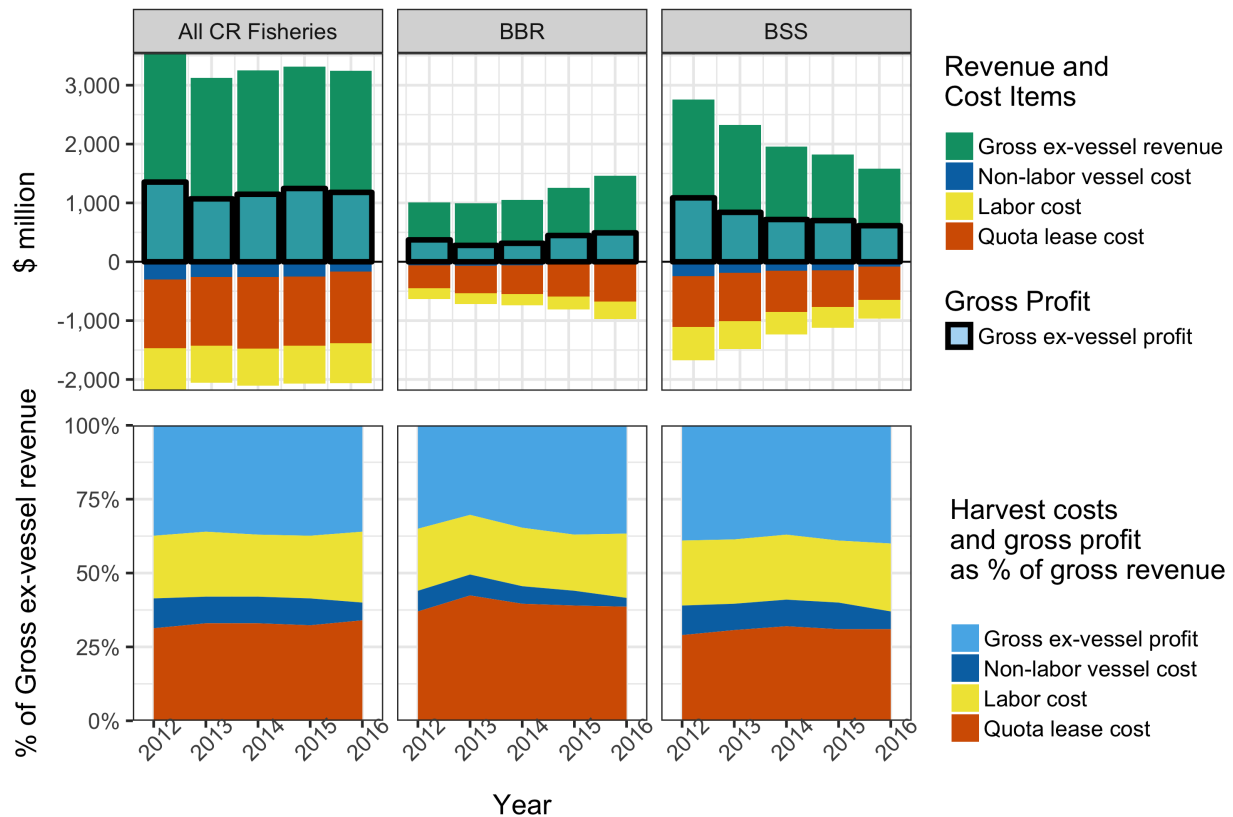 All CR Fisheries
BBR
BSS
3,000
2,000
1,000
0
-1,000
-2,000
$ million
Revenue and
Cost Items
Gross ex-vessel revenue
Non-labor vessel cost
Labor cost
Quota lease cost
Gross Profit
Gross ex-vessel profit
100%
75%
50%
25%
0%
% of Gross ex-vessel revenue
2012
2013
2014
2015
2016
2012
2013
2014
2015
2016
2012
2013
2014
2015
2016
Year
Harvest costs
and gross profit
as % of gross revenue
Gross ex-vessel profit
Non-labor vessel cost
Labor cost
Quota lease cost